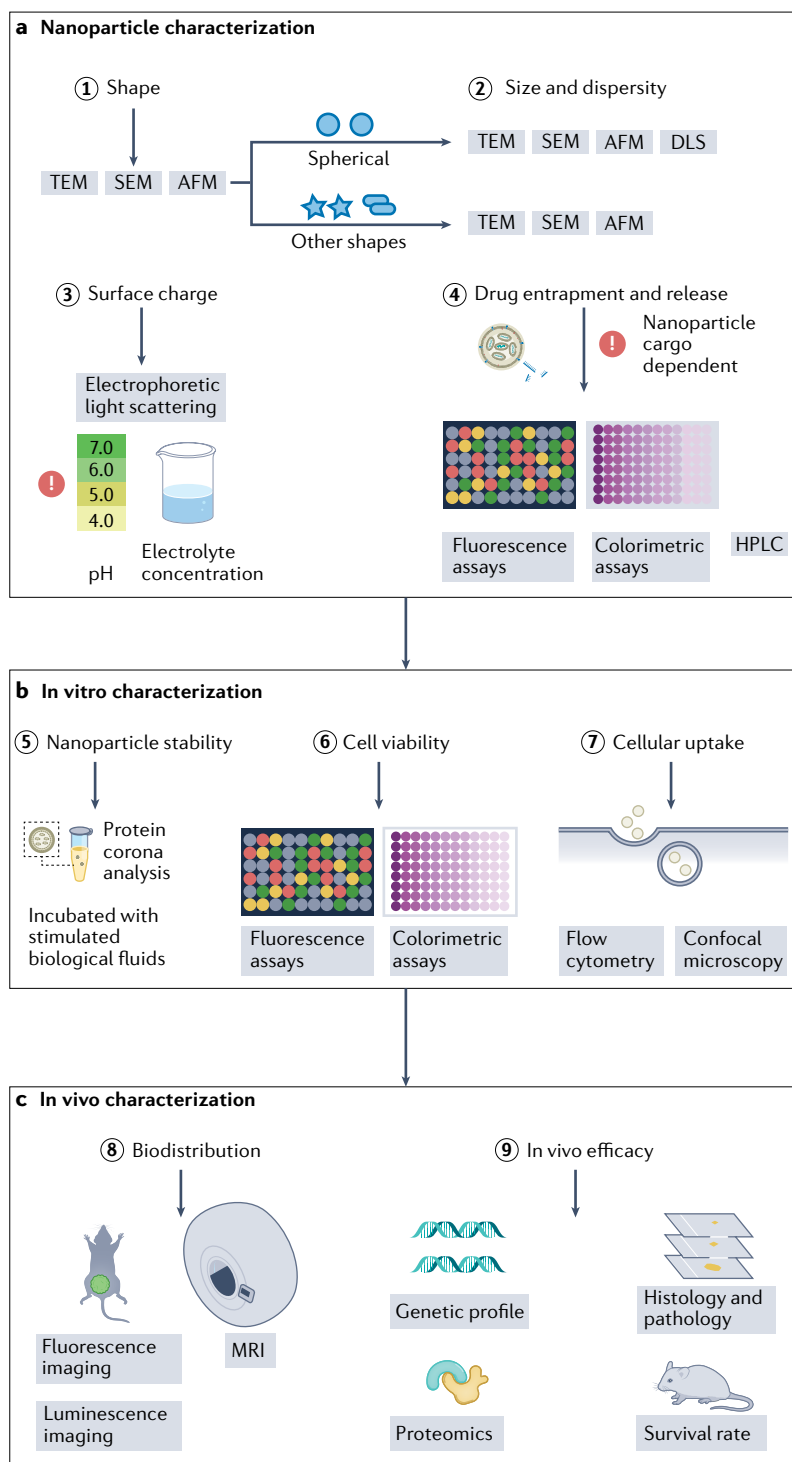 a Nanoparticle characterization
1 Shape
2 Size and dispersity
Spherical
TEM SEM AFM DLS
TEM SEM AFM
Other shapes
TEM SEM AFM
3 Surface charge
Electrophoretic
light scattering
!
7.0
6.0
5.0
4.0
pH
Electrolyte
concentration
4 Drug entrapment and release
!
Nanoparticle
cargo
dependent
Fluorescence
assays
Colorimetric
assays
HPLC
b In vitro characterization
5 Nanoparticle stability
Protein
corona
analysis
Incubated with
stimulated
biological fluids
6 Cell viability
Fluorescence
assays
Colorimetric
assays
7 Cellular uptake
Flow
cytometry
Confocal
microscopy
c In vivo characterization
8 Biodistribution
Fluorescence
imaging
MRI
Luminescence
imaging
9 In vivo efficacy
Genetic profile
Histology and
pathology
Proteomics
Survival rate